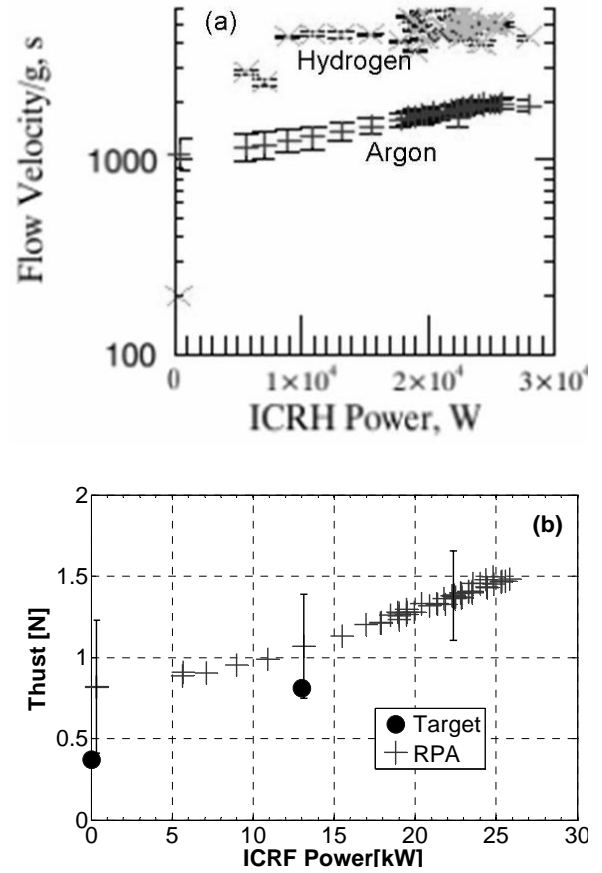 (a)
Hydrogen
Argon
Flow Velocity/g, s
1000
100
0 1×10⁴ 2×10⁴ 3×10⁴
ICRH Power, W
(b)
Thust [N]
2
1.5
1
0.5
0
Target
RPA
0 5 10 15 20 25 30
ICRF Power[kW]